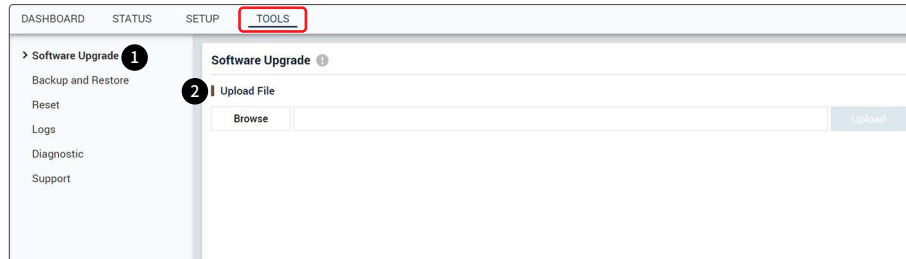 DASHBOARD STATUS SETUP TOOLS
Software Upgrade 1
Backup and Restore
Reset
Logs
Diagnostic
Support
Software Upgrade !
2 Upload File
Browse Upload